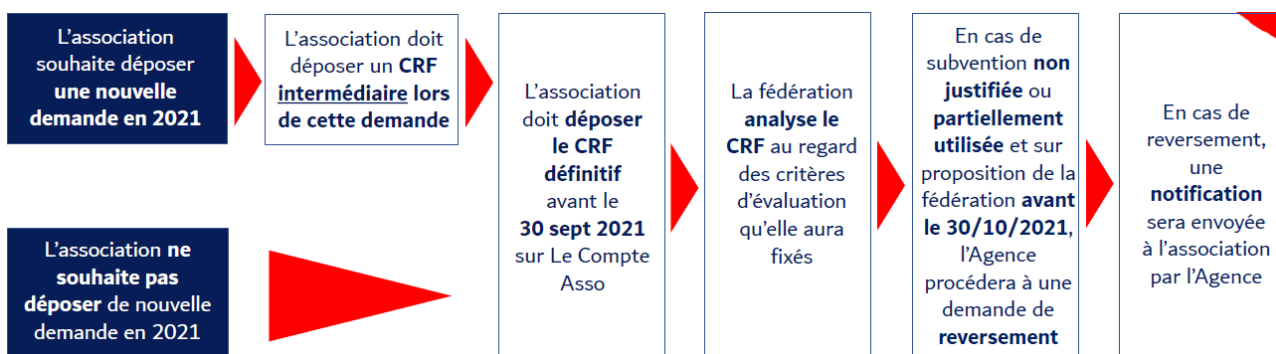 L’association
souhaite déposer
une nouvelle
demande en 2021
L’association doit
déposer un CRF
intermédiaire lors
de cette demande
L’association ne
souhaite pas
déposer de nouvelle
demande en 2021
L’association
doit déposer
le CRF
définitif
avant le
30 sept 2021
sur Le Compte
Asso
La fédération
analyse le
CRF au regard
des critères
d’évaluation
qu’elle aura
fixés
En cas de
subvention non
justifiée ou
partiellement
utilisée et sur
proposition de la
fédération avant
le 30/10/2021,
l’Agence
procédera à une
demande de
reversement
En cas de
reversement,
une
notification
sera envoyée
à l’association
par l’Agence